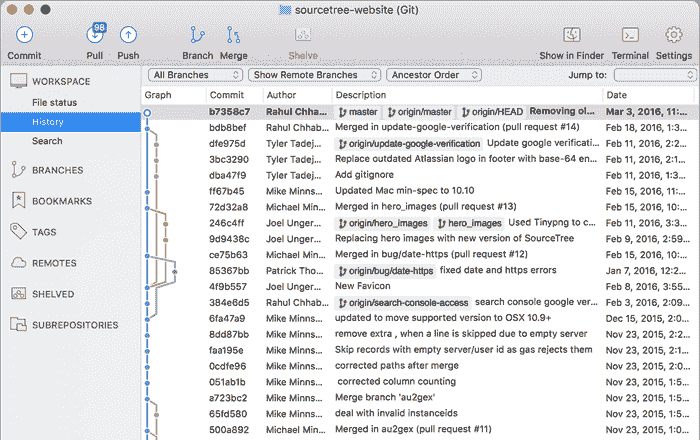 sourcetree-website (Git)
98
Commit Pull Push Branch Merge Shelve Show in Finder Terminal Settings
WORKSPACE
File status
History
Search
BRANCHES
BOOKMARKS
TAGS
REMOTES
SHELVED
SUBREPOSITORIES
All Branches Show Remote Branches Ancestor Order Jump to:
Graph Commit Author Description Date
b7358c7 Rahul Chha... master origin/master origin/HEAD Removing ol... Mar 3, 2016, 11:...
bdb8bef Rahul Chhab... Merged in update-google-verification (pull request #14) Feb 18, 2016, 1:3...
dfe975d Tyler Tadej... origin/update-google-verification Update google verificati... Feb 11, 2016, 2:2...
3bc3290 Tyler Tadej... Replace outdated Atlassian logo in footer with base-64 en... Feb 11, 2016, 2:1...
dba47f9 Tyler Tadej... Add gitignore Feb 11, 2016, 1:3...
ff67b45 Mike Minns... Updated Mac min-spec to 10.10 Feb 15, 2016, 11:...
72d32a8 Michael Min... Merged in hero_images (pull request #13) Feb 15, 2016, 10:...
246c4ff Joel Unger... origin/hero_images hero_images Used Tinypng to c... Feb 11, 2016, 3:3...
9d9438c Joel Unger... Replacing hero images with new version of SourceTree Feb 9, 2016, 2:59...
ce75b63 Michael Min... Merged in bug/date-https (pull request #12) Feb 15, 2016, 10:...
85367bb Patrick Tho... origin/bug/date-https fixed date and https errors Jan 7, 2016, 12:2...
4f9b557 Joel Unger... New Favicon Feb 8, 2016, 3:55...
384e6d5 Rahul Chhab... origin/search-console-access search console google ver... Feb 3, 2016, 2:09...
6fa47a9 Mike Minns... updated to move supported version to OSX 10.9+ Dec 15, 2015, 2:0...
8dd87bb Mike Minns... remove extra , when a line is skipped due to empty server Nov 23, 2015, 2:2...
faa195e Mike Minns... Skip records with empty server/user id as gas rejects them Nov 23, 2015, 2:1...
0cdfe96 Mike Minns... corrected paths after merge Nov 23, 2015, 2:1...
051ab1b Mike Minns... corrected column counting Nov 23, 2015, 1:5...
a723bc2 Mike Minns... Merge branch 'au2gex' Nov 23, 2015, 1:5...
65fd580 Mike Minns... deal with invalid instanceids Nov 23, 2015, 1:5...
500a892 Michael Min... Merged in au2gex (pull request #11) Nov 23, 2015, 1:0...